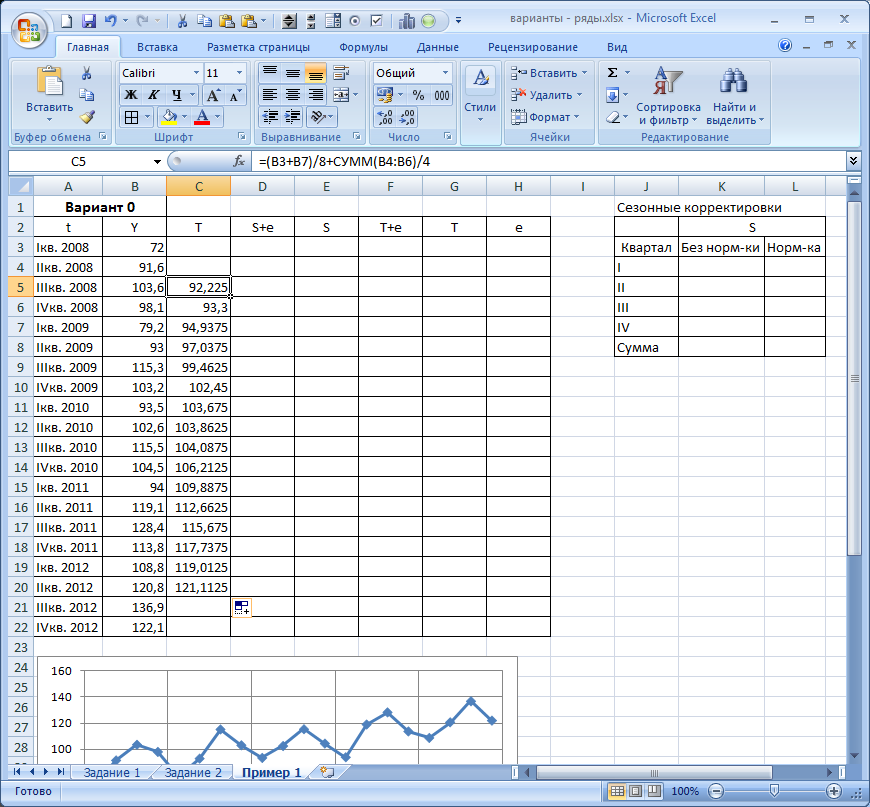 варианты - ряды.xlsx - Microsoft Excel
Главная Вставка Разметка страницы Формулы Данные Рецензирование Вид
Вставить
Буфер обмена
Calibri 11
Ж К Ч А А
А
Шрифт
Выравнивание
Общий
% 000
Число
Стили
Вставить
Удалить
Формат
Ячейки
Σ
Сортировка и фильтр
Найти и выделить
Редактирование
C5 fx =(B3+B7)/8+СУММ(B4:B6)/4
A B C D E F G H I J K L
1 Вариант 0 Сезонные корректировки
2 t Y T S+e S T+e T e S
3 Iкв. 2008 72 Квартал Без норм-ки Норм-ка
4 IIкв. 2008 91,6 I
5 IIIкв. 2008 103,6 92,225 II
6 IVкв. 2008 98,1 93,3 III
7 Iкв. 2009 79,2 94,9375 IV
8 IIкв. 2009 93 97,0375 Сумма
9 IIIкв. 2009 115,3 99,4625
10 IVкв. 2009 103,2 102,45
11 Iкв. 2010 93,5 103,675
12 IIкв. 2010 102,6 103,8625
13 IIIкв. 2010 115,5 104,0875
14 IVкв. 2010 104,5 106,2125
15 Iкв. 2011 94 109,8875
16 IIкв. 2011 119,1 112,6625
17 IIIкв. 2011 128,4 115,675
18 IVкв. 2011 113,8 117,7375
19 Iкв. 2012 108,8 119,0125
20 IIкв. 2012 120,8 121,1125
21 IIIкв. 2012 136,9
22 IVкв. 2012 122,1
23
24 160
25
26 140
27 120
28 100
Задание 1 Задание 2 Пример 1
Готово 100%